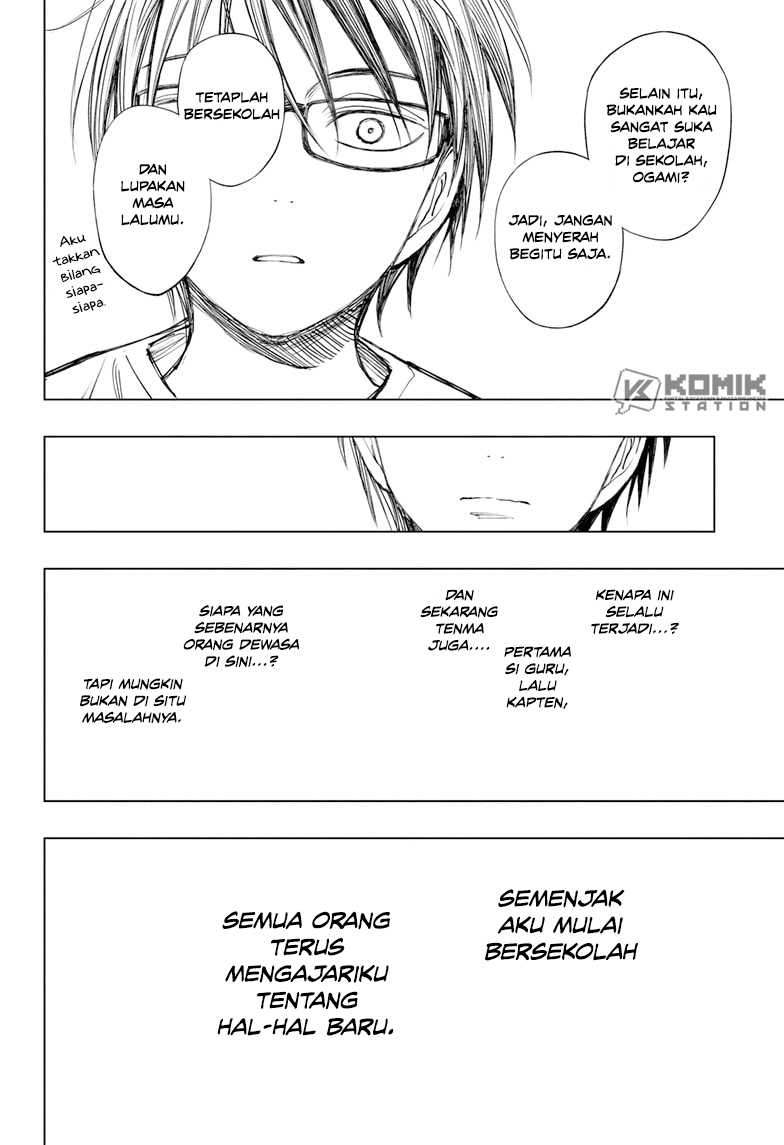 SELAIN ITU,
BUKANKAH KAU
SANGAT SUKA
BELAJAR
DI SEKOLAH,
OGAMI?
JADI, JANGAN
MENYERAH
BEGITU SAJA.
TETAPLAH
BERSEKOLAH
DAN
LUPAKAN
MASA
LALUMU.
Aku
takkan
Bilang
siapa-
siapa.
KOMIK
STATION
KENAPA INI
SELALU
TERJADI...?
PERTAMA
SI GURU,
LALU
KAPTEN,
DAN
SEKARANG
TENMA
JUGA....
SIAPA YANG
SEBENARNYA
ORANG DEWASA
DI SINI...?
TAPI MUNGKIN
BUKAN DI SITU
MASALAHNYA.
SEMENJAK
AKU MULAI
BERSEKOLAH
SEMUA ORANG
TERUS
MENGAJARIKU
TENTANG
HAL-HAL BARU.